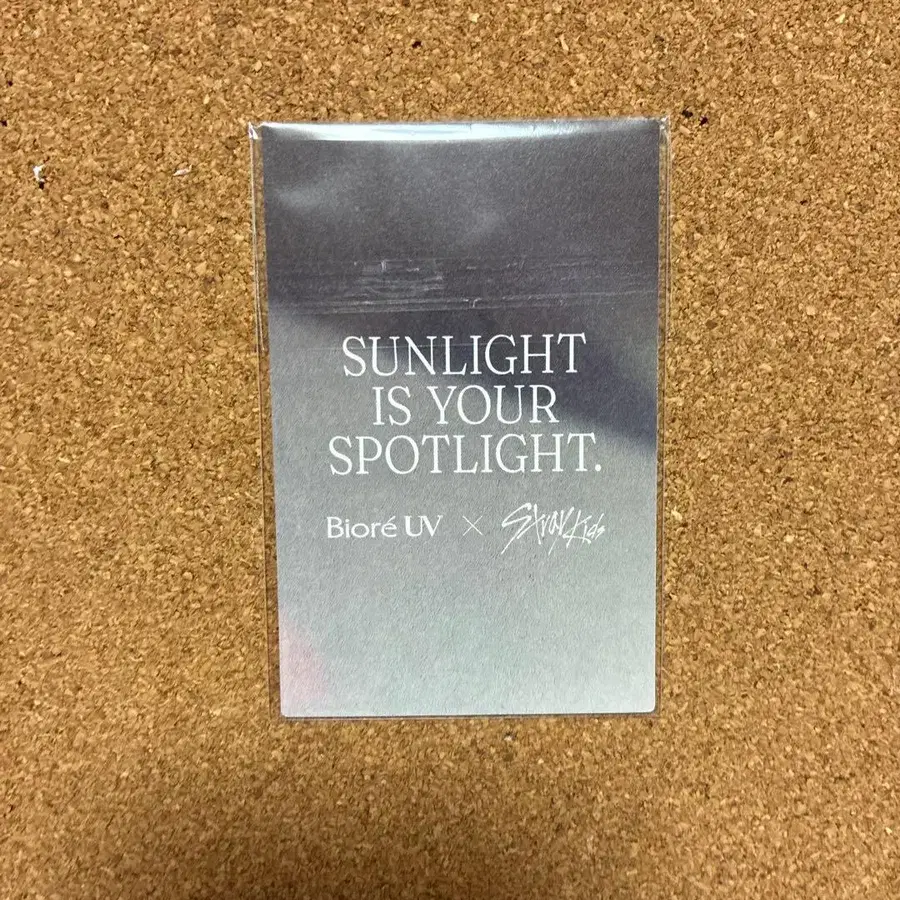 SUNLIGHT
IS YOUR
SPOTLIGHT.
Bioré UV × Stray Kids